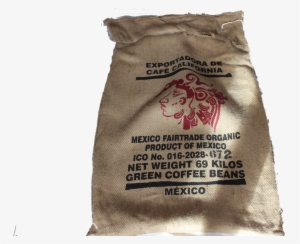 EXPORTADORA DE
CAFÉ CALIFORNIA
MEXICO FAIRTRADE ORGANIC
PRODUCT OF MEXICO
ICO No. 016-2028-072
NET WEIGHT 69 KILOS
GREEN COFFEE BEANS
MÉXICO